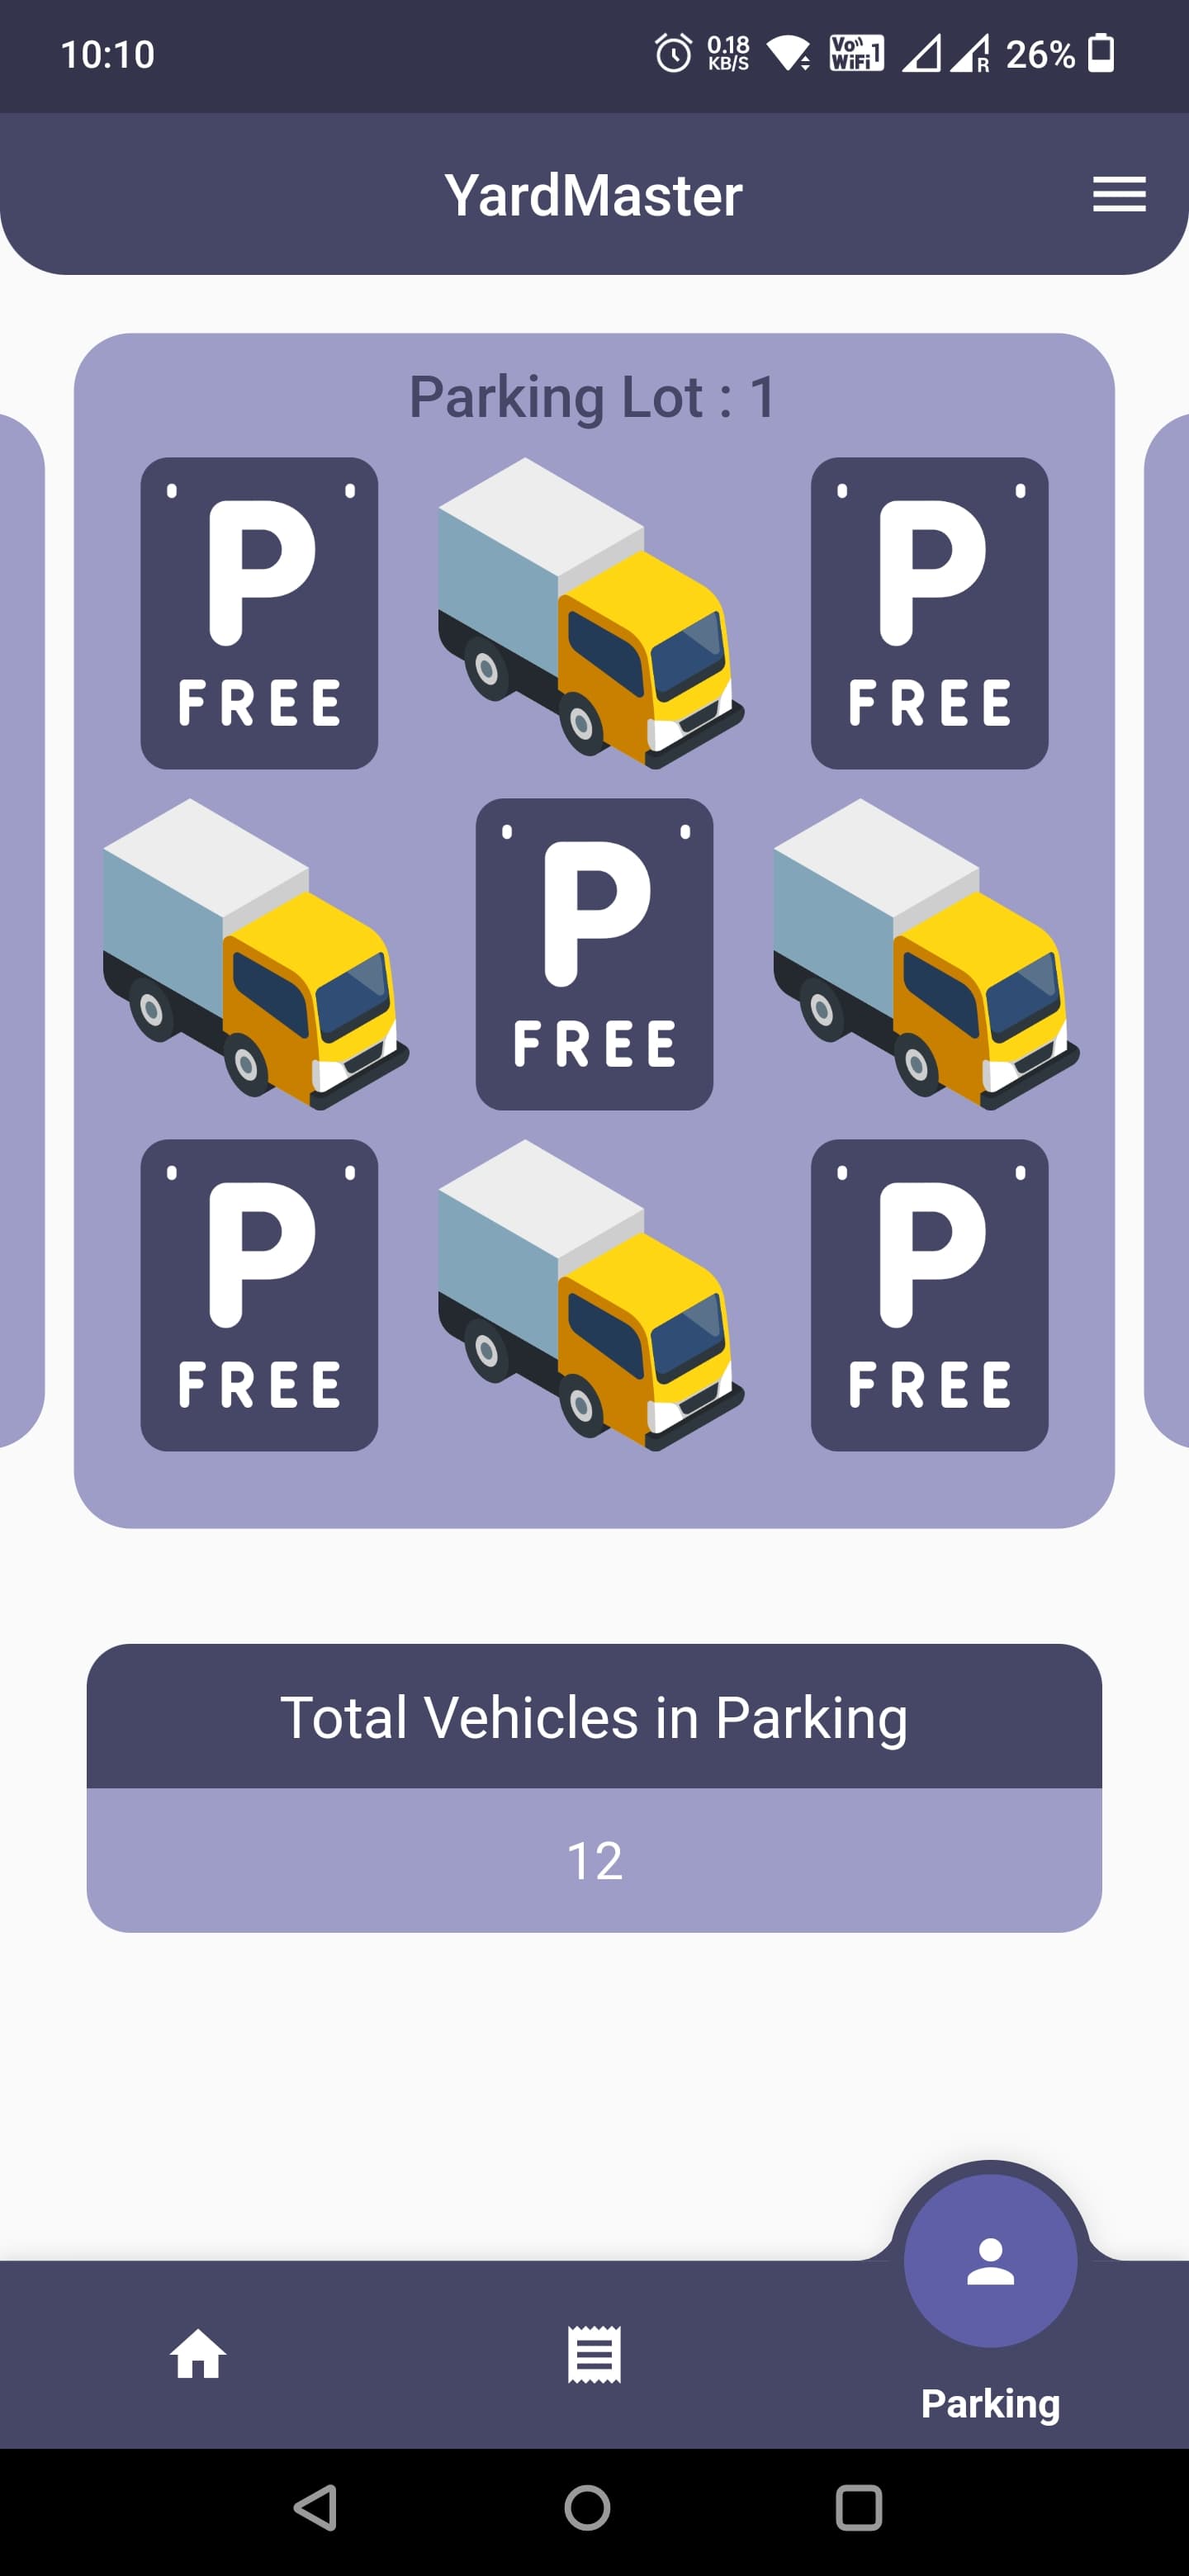 10:10
0.18
KB/S
Vo
WiFi 1
R
26%
YardMaster
Parking Lot : 1
P
FREE
P
FREE
P
FREE
P
FREE
P
FREE
Total Vehicles in Parking
12
Parking